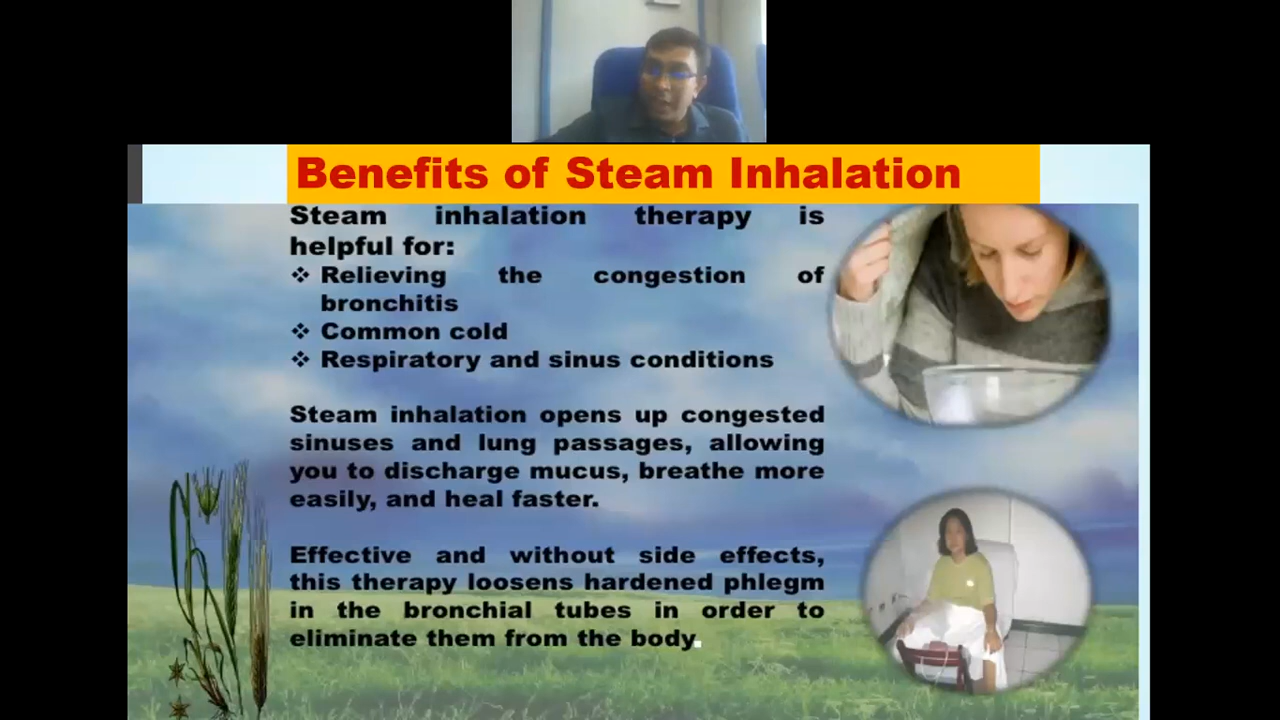 Benefits of Steam Inhalation
Steam inhalation therapy is
helpful for:
❖ Relieving the congestion of
bronchitis
❖ Common cold
❖ Respiratory and sinus conditions
Steam inhalation opens up congested
sinuses and lung passages, allowing
you to discharge mucus, breathe more
easily, and heal faster.
Effective and without side effects,
this therapy loosens hardened phlegm
in the bronchial tubes in order to
eliminate them from the body.